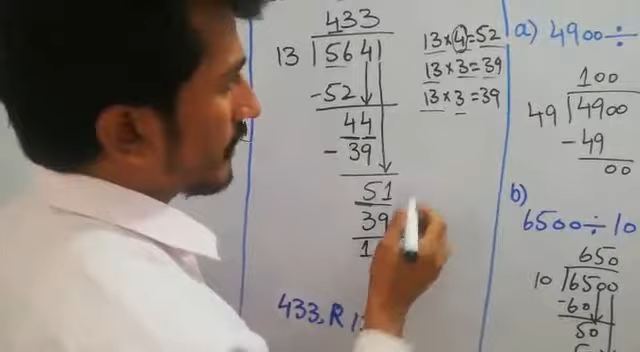 433
13 5641
-52
44
- 39
51
39
1
433, R 1
13 × 4 = 52
13 × 3 = 39
13 × 3 = 39
a) 4900 ÷
100
49 4900
- 49
00
b)
6500 ÷ 10
650
10 6500
-60
50